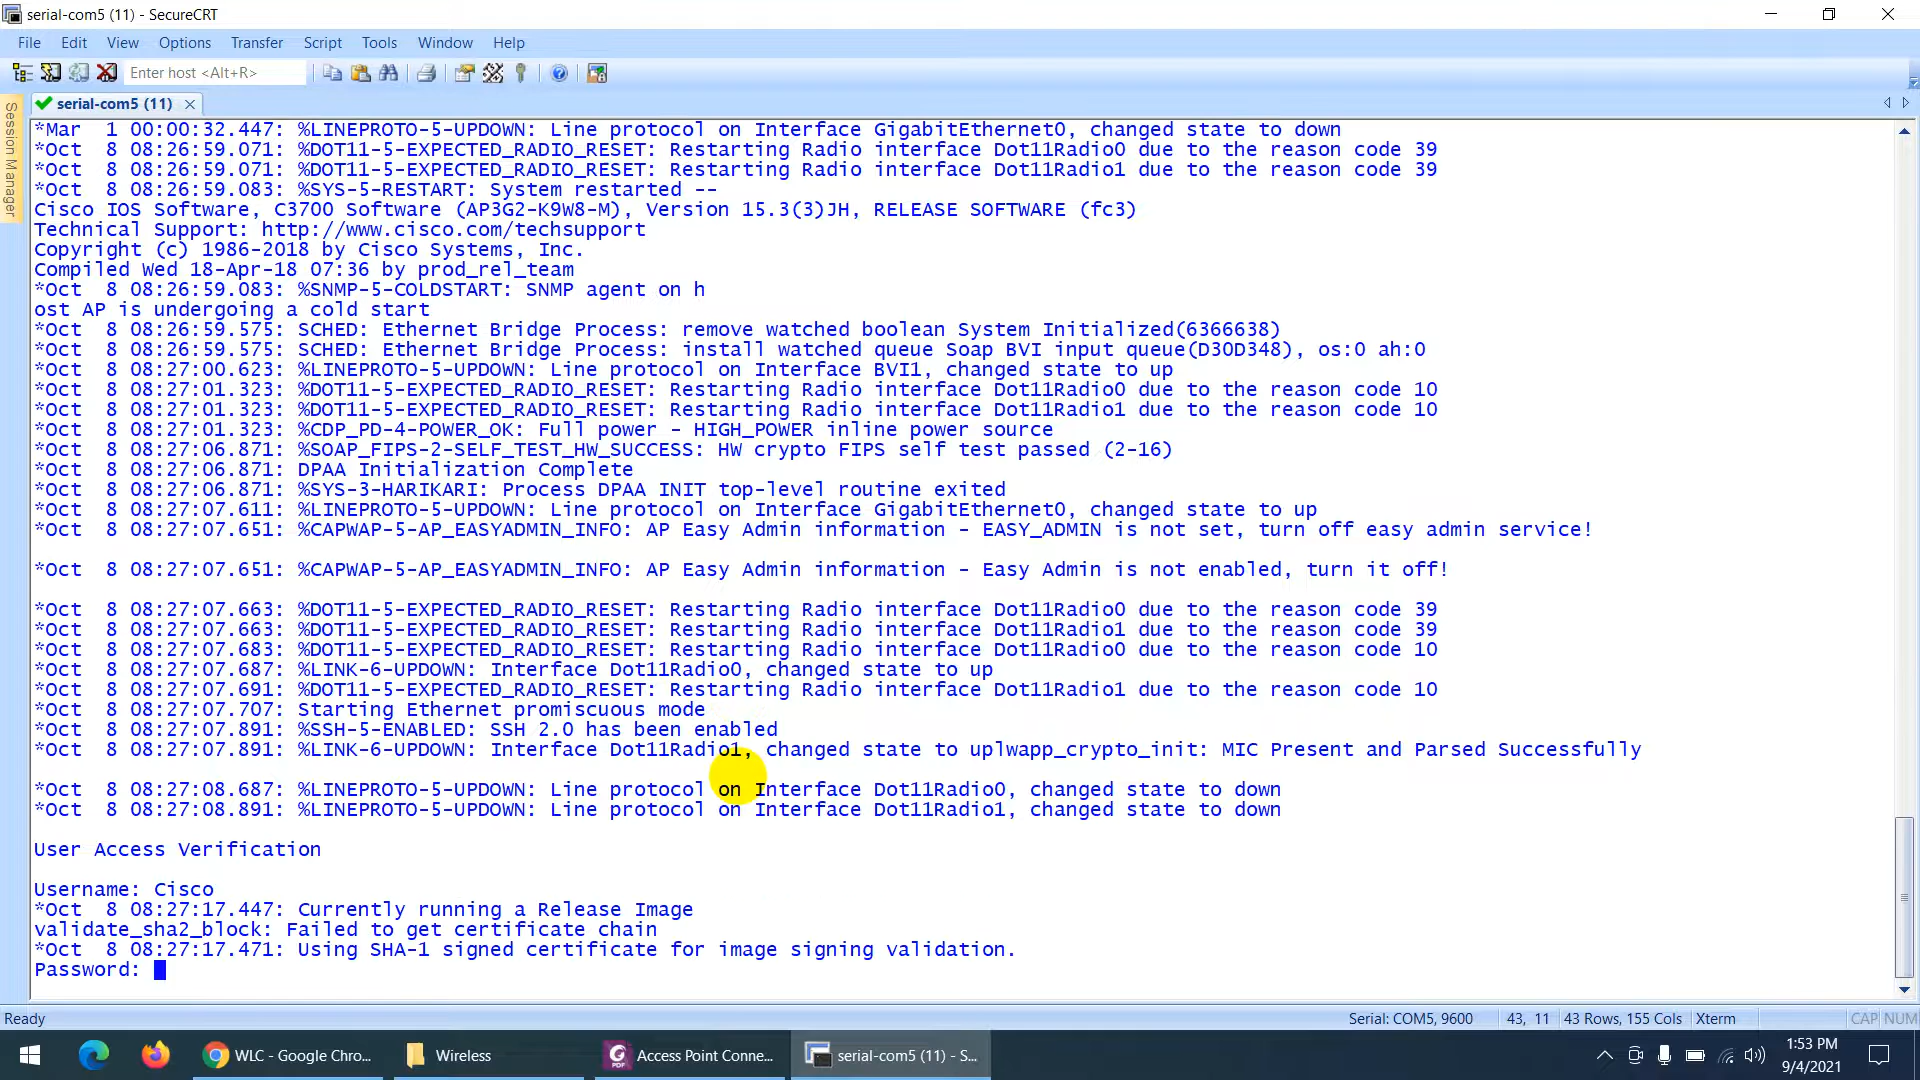 serial-com5 (11) - SecureCRT
File Edit View Options Transfer Script Tools Window Help
Enter host <Alt+R>
Session Manager
serial-com5 (11)
*Mar  1 00:00:32.447: %LINEPROTO-5-UPDOWN: Line protocol on Interface GigabitEthernet0, changed state to down
*Oct  8 08:26:59.071: %DOT11-5-EXPECTED_RADIO_RESET: Restarting Radio interface Dot11Radio0 due to the reason code 39
*Oct  8 08:26:59.071: %DOT11-5-EXPECTED_RADIO_RESET: Restarting Radio interface Dot11Radio1 due to the reason code 39
*Oct  8 08:26:59.083: %SYS-5-RESTART: System restarted --
Cisco IOS Software, C3700 Software (AP3G2-K9W8-M), Version 15.3(3)JH, RELEASE SOFTWARE (fc3)
Technical Support: http://www.cisco.com/techsupport
Copyright (c) 1986-2018 by Cisco Systems, Inc.
Compiled Wed 18-Apr-18 07:36 by prod_rel_team
*Oct  8 08:26:59.083: %SNMP-5-COLDSTART: SNMP agent on h
ost AP is undergoing a cold start
*Oct  8 08:26:59.575: SCHED: Ethernet Bridge Process: remove watched boolean System Initialized(6366638)
*Oct  8 08:26:59.575: SCHED: Ethernet Bridge Process: install watched queue Soap BVI input queue(D30D348), os:0 ah:0
*Oct  8 08:27:00.623: %LINEPROTO-5-UPDOWN: Line protocol on Interface BVI1, changed state to up
*Oct  8 08:27:01.323: %DOT11-5-EXPECTED_RADIO_RESET: Restarting Radio interface Dot11Radio0 due to the reason code 10
*Oct  8 08:27:01.323: %DOT11-5-EXPECTED_RADIO_RESET: Restarting Radio interface Dot11Radio1 due to the reason code 10
*Oct  8 08:27:01.323: %CDP_PD-4-POWER_OK: Full power - HIGH_POWER inline power source
*Oct  8 08:27:06.871: %SOAP_FIPS-2-SELF_TEST_HW_SUCCESS: HW crypto FIPS self test passed (2-16)
*Oct  8 08:27:06.871: DPAA Initialization Complete
*Oct  8 08:27:06.871: %SYS-3-HARIKARI: Process DPAA INIT top-level routine exited
*Oct  8 08:27:07.611: %LINEPROTO-5-UPDOWN: Line protocol on Interface GigabitEthernet0, changed state to up
*Oct  8 08:27:07.651: %CAPWAP-5-AP_EASYADMIN_INFO: AP Easy Admin information - EASY_ADMIN is not set, turn off easy admin service!
*Oct  8 08:27:07.651: %CAPWAP-5-AP_EASYADMIN_INFO: AP Easy Admin information - Easy Admin is not enabled, turn it off!
*Oct  8 08:27:07.663: %DOT11-5-EXPECTED_RADIO_RESET: Restarting Radio interface Dot11Radio0 due to the reason code 39
*Oct  8 08:27:07.663: %DOT11-5-EXPECTED_RADIO_RESET: Restarting Radio interface Dot11Radio1 due to the reason code 39
*Oct  8 08:27:07.683: %DOT11-5-EXPECTED_RADIO_RESET: Restarting Radio interface Dot11Radio0 due to the reason code 10
*Oct  8 08:27:07.687: %LINK-6-UPDOWN: Interface Dot11Radio0, changed state to up
*Oct  8 08:27:07.691: %DOT11-5-EXPECTED_RADIO_RESET: Restarting Radio interface Dot11Radio1 due to the reason code 10
*Oct  8 08:27:07.707: Starting Ethernet promiscuous mode
*Oct  8 08:27:07.891: %SSH-5-ENABLED: SSH 2.0 has been enabled
*Oct  8 08:27:07.891: %LINK-6-UPDOWN: Interface Dot11Radio1, changed state to uplwapp_crypto_init: MIC Present and Parsed Successfully
*Oct  8 08:27:08.687: %LINEPROTO-5-UPDOWN: Line protocol on Interface Dot11Radio0, changed state to down
*Oct  8 08:27:08.891: %LINEPROTO-5-UPDOWN: Line protocol on Interface Dot11Radio1, changed state to down
User Access Verification
Username: Cisco
*Oct  8 08:27:17.447: Currently running a Release Image
validate_sha2_block: Failed to get certificate chain
*Oct  8 08:27:17.471: Using SHA-1 signed certificate for image signing validation.
Password:
Ready Serial: COM5, 9600 43, 11 43 Rows, 155 Cols Xterm CAP NUM
WLC - Google Chro... Wireless PDF Access Point Conne... serial-com5 (11) - S... 1:53 PM
9/4/2021